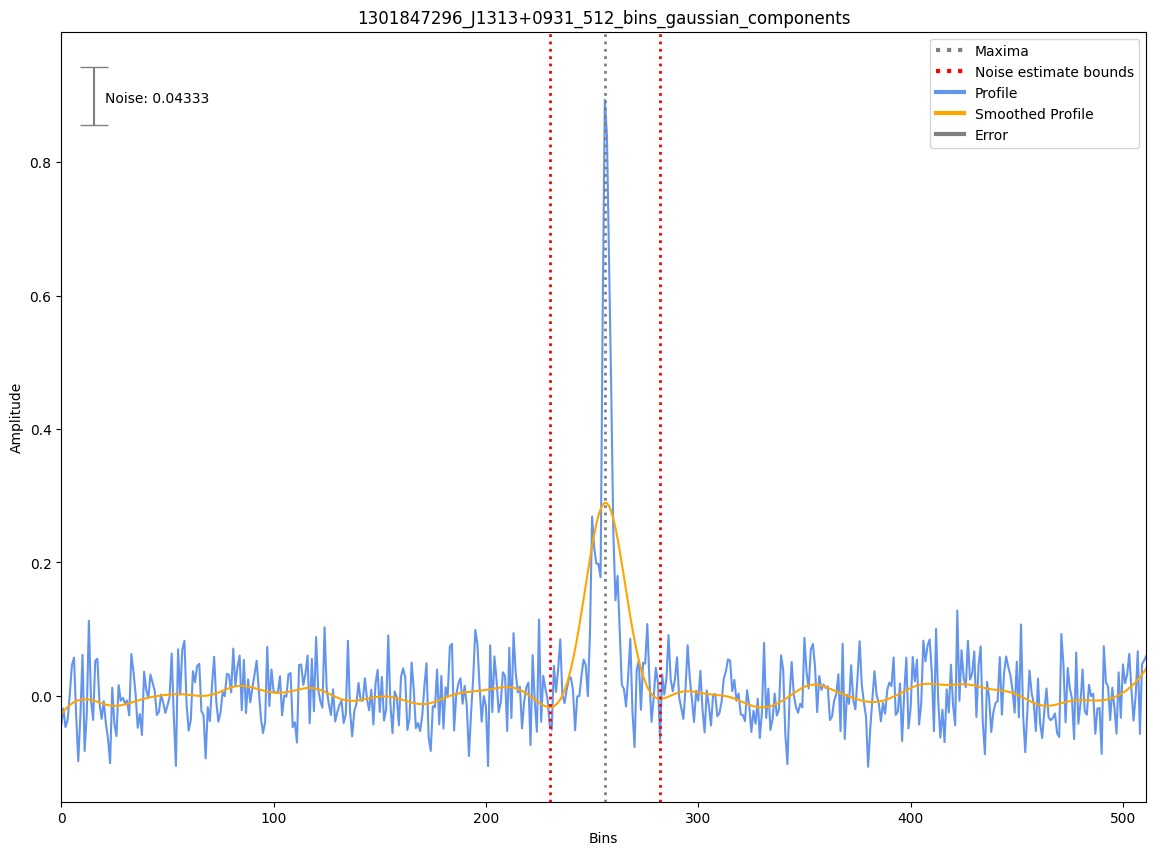 1301847296_J1313+0931_512_bins_gaussian_components
Noise: 0.04333
Maxima
Noise estimate bounds
Profile
Smoothed Profile
Error
Amplitude
0.8
0.6
0.4
0.2
0.0
0
100
200
300
400
500
Bins